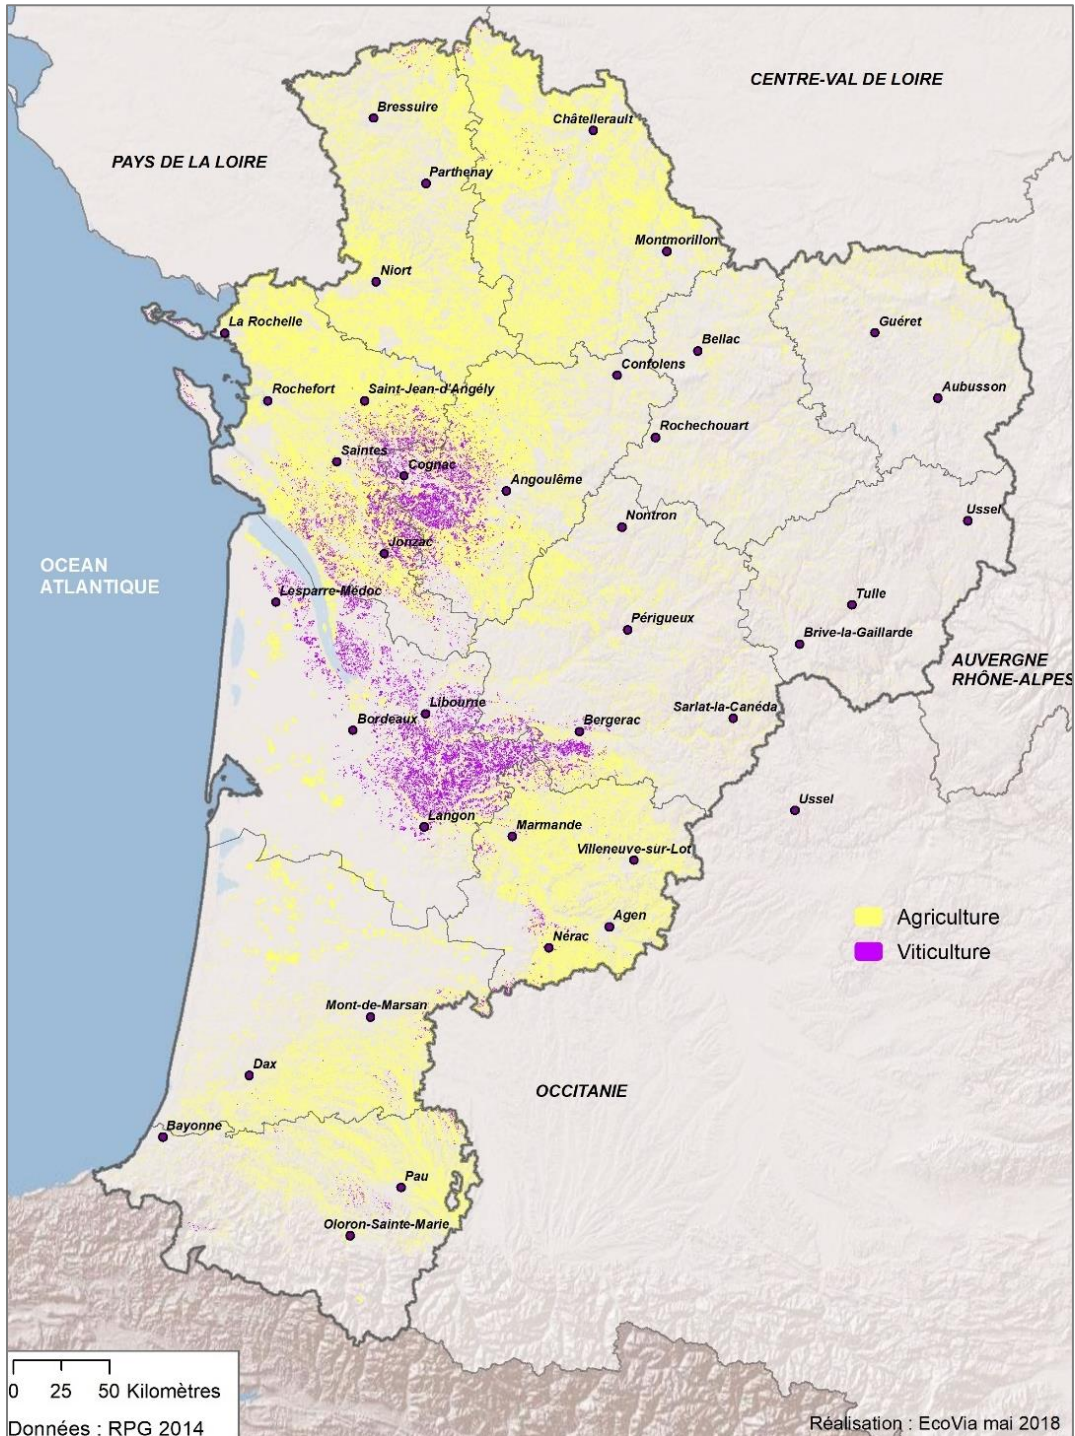 CENTRE-VAL DE LOIRE
Bressuire
Châtellerault
PAYS DE LA LOIRE
Parthenay
Montmorillon
Niort
La Rochelle
Guéret
Bellac
Confolens
Rochefort
Saint-Jean-d'Angély
Aubusson
Rochechouart
Saintes
Cognac
Angoulême
Nontron
Ussel
Jonzac
OCEAN
ATLANTIQUE
Lesparre-Médoc
Tulle
Périgueux
Brive-la-Gaillarde
AUVERGNE
RHÔNE-ALPES
Libourne
Bordeaux
Bergerac
Sarlat-la-Canéda
Ussel
Langon
Marmande
Villeneuve-sur-Lot
Agriculture
Agen
Nérac
Viticulture
Mont-de-Marsan
Dax
OCCITANIE
Bayonne
Pau
Oloron-Sainte-Marie
0 25 50 Kilomètres
Données : RPG 2014
Réalisation : EcoVia mai 2018